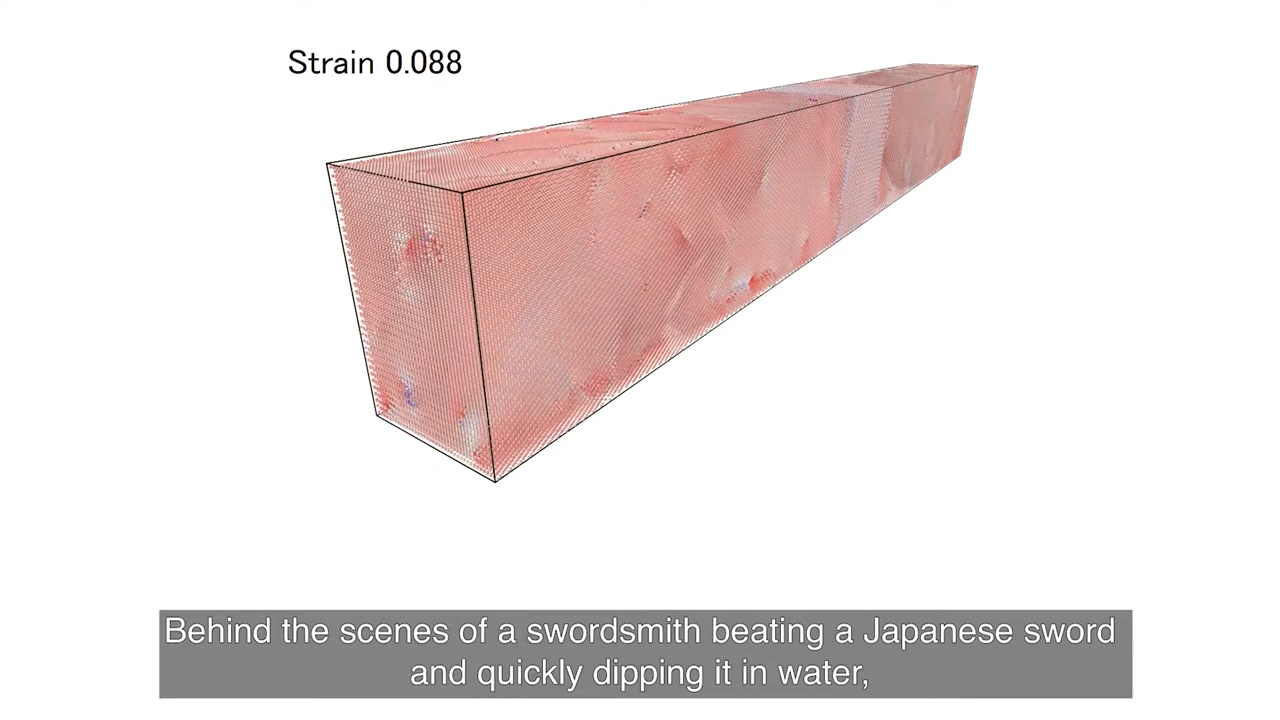 Strain 0.088
Behind the scenes of a swordsmith beating a Japanese sword
and quickly dipping it in water,